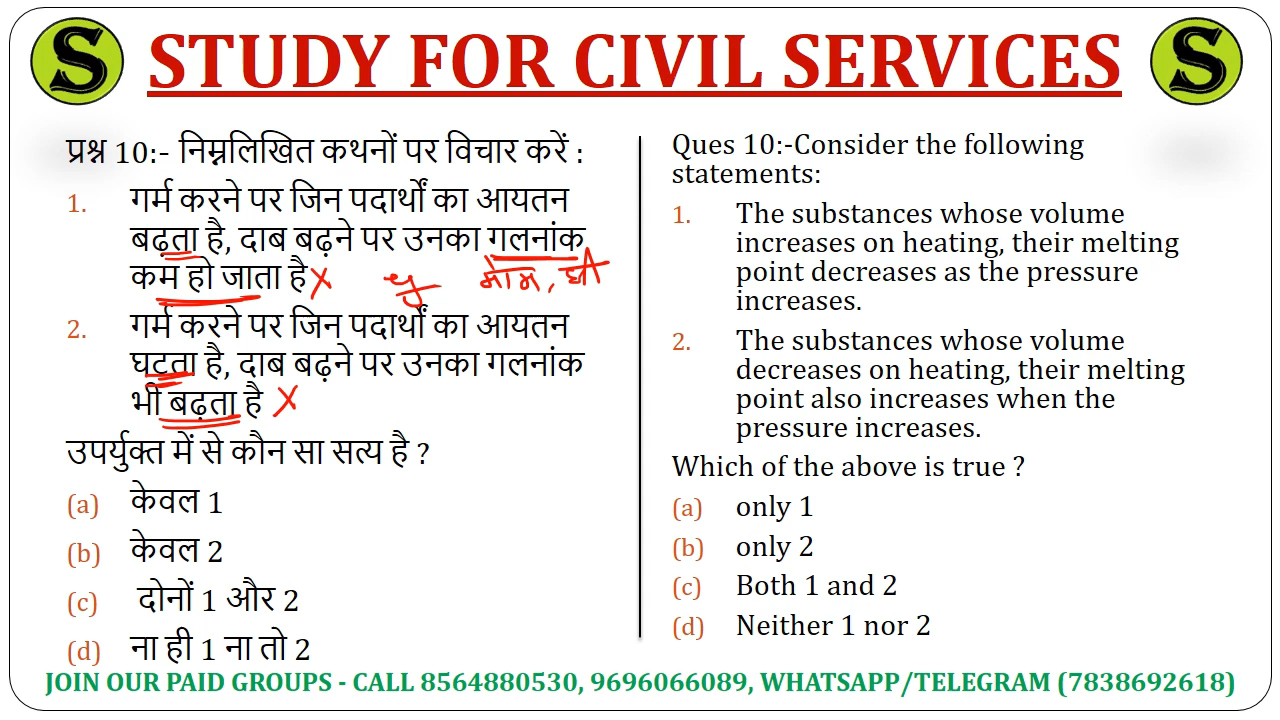 STUDY FOR CIVIL SERVICES
प्रश्न 10:- निम्नलिखित कथनों पर विचार करें :
1. गर्म करने पर जिन पदार्थों का आयतन
बढ़ता है, दाब बढ़ने पर उनका गलनांक
कम हो जाता है
मोम, घी
2. गर्म करने पर जिन पदार्थों का आयतन
घटता है, दाब बढ़ने पर उनका गलनांक
भी बढ़ता है
उपर्युक्त में से कौन सा सत्य है ?
(a) केवल 1
(b) केवल 2
(c) दोनों 1 और 2
(d) ना ही 1 ना तो 2
Ques 10:-Consider the following
statements:
1. The substances whose volume
increases on heating, their melting
point decreases as the pressure
increases.
2. The substances whose volume
decreases on heating, their melting
point also increases when the
pressure increases.
Which of the above is true ?
(a) only 1
(b) only 2
(c) Both 1 and 2
(d) Neither 1 nor 2
JOIN OUR PAID GROUPS - CALL 8564880530, 9696066089, WHATSAPP/TELEGRAM (7838692618)